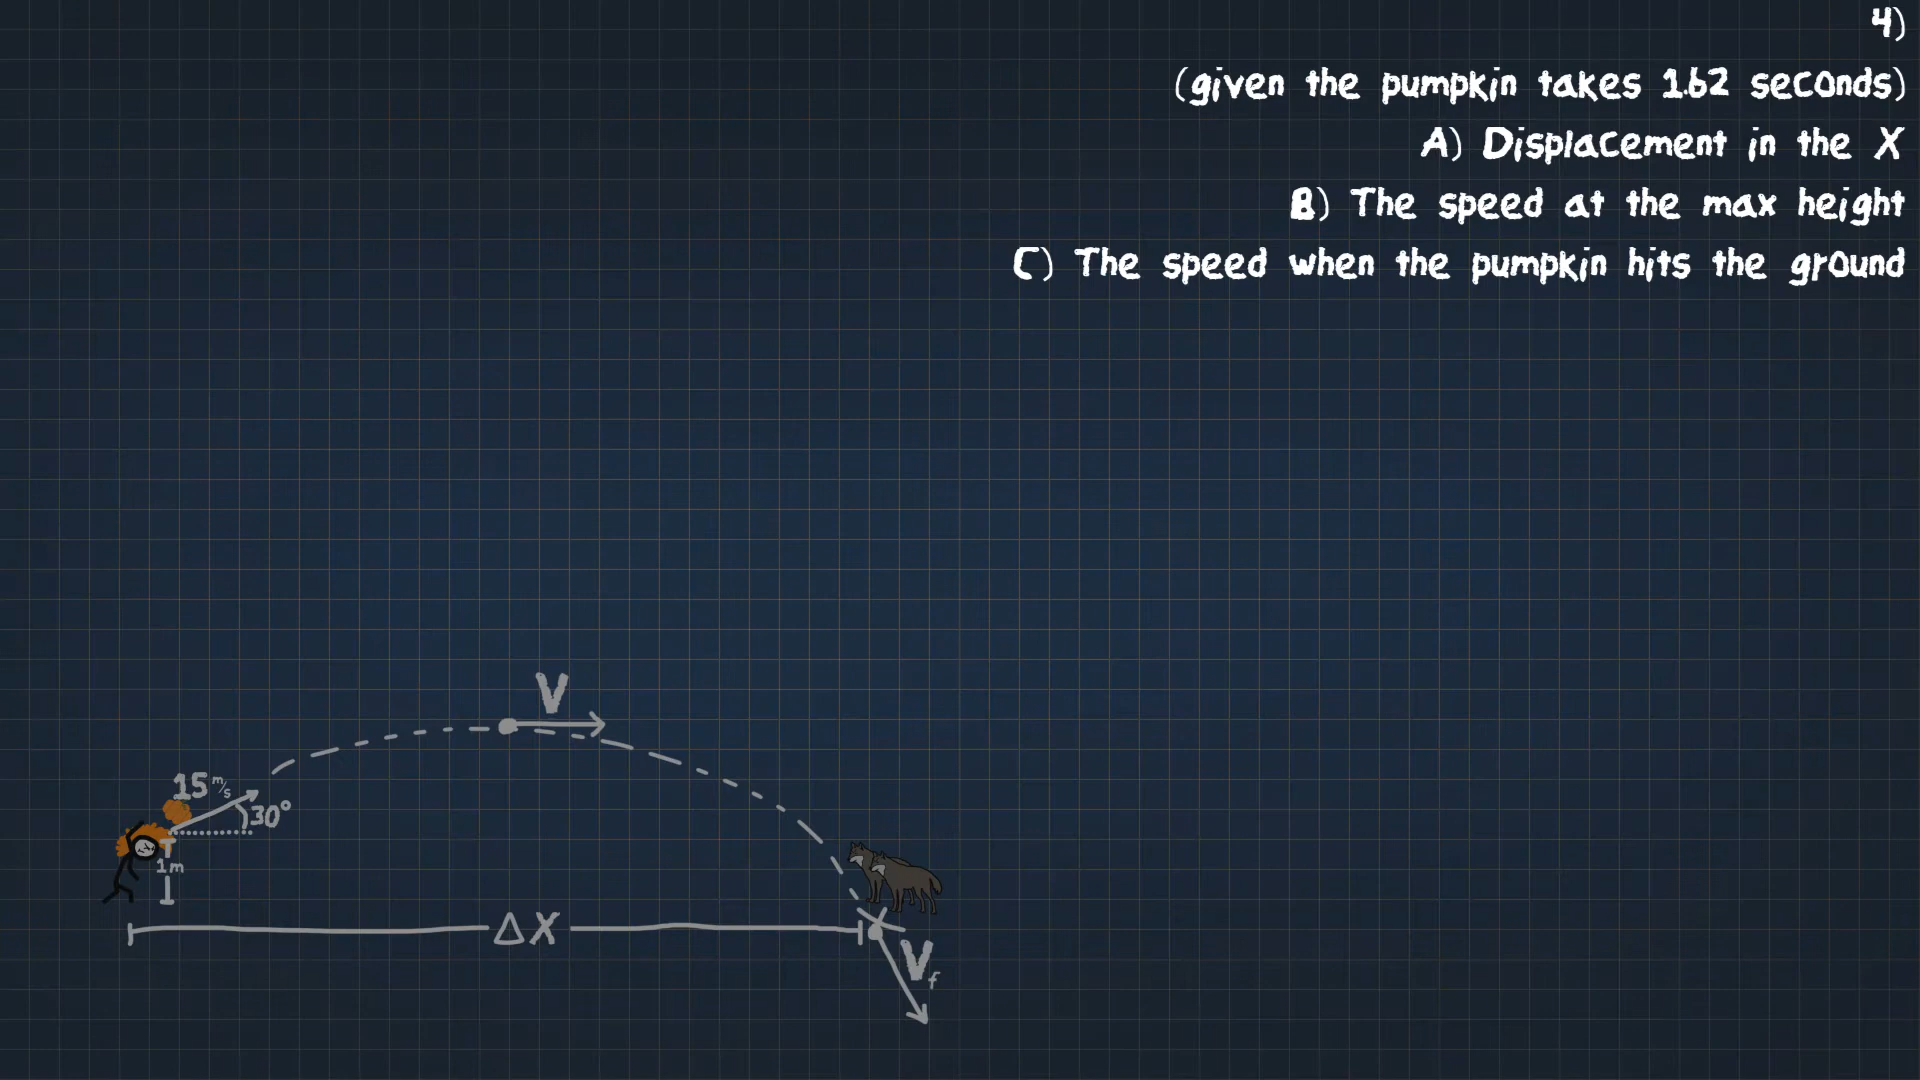 4)
(given the pumpkin takes 1.62 seconds)
A) Displacement in the X
B) The speed at the max height
C) The speed when the pumpkin hits the ground
V
15 m/s
30°
1m
ΔX
Vf